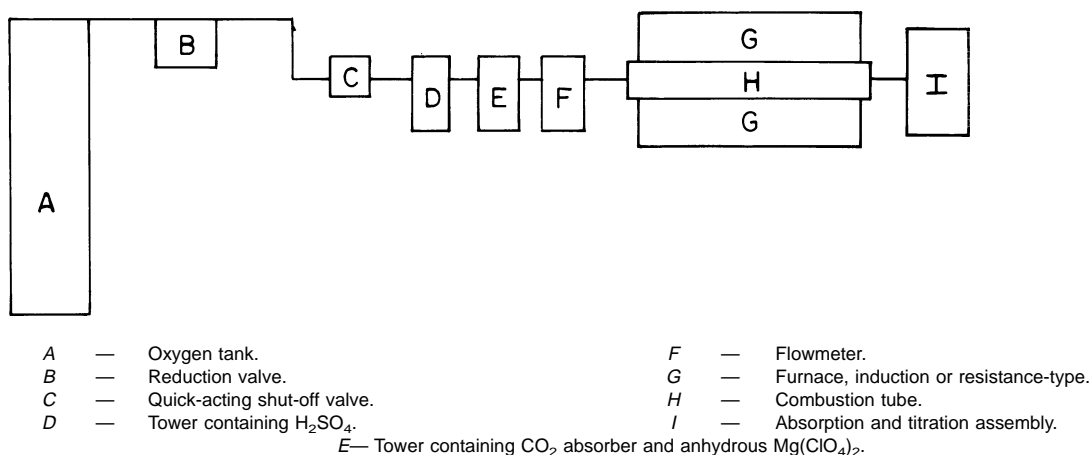 A
B
C
D
E
F
G
H
G
I
A — Oxygen tank.
B — Reduction valve.
C — Quick-acting shut-off valve.
D — Tower containing H₂SO₄.
F — Flowmeter.
G — Furnace, induction or resistance-type.
H — Combustion tube.
I — Absorption and titration assembly.
E— Tower containing CO₂ absorber and anhydrous Mg(ClO₄)₂.